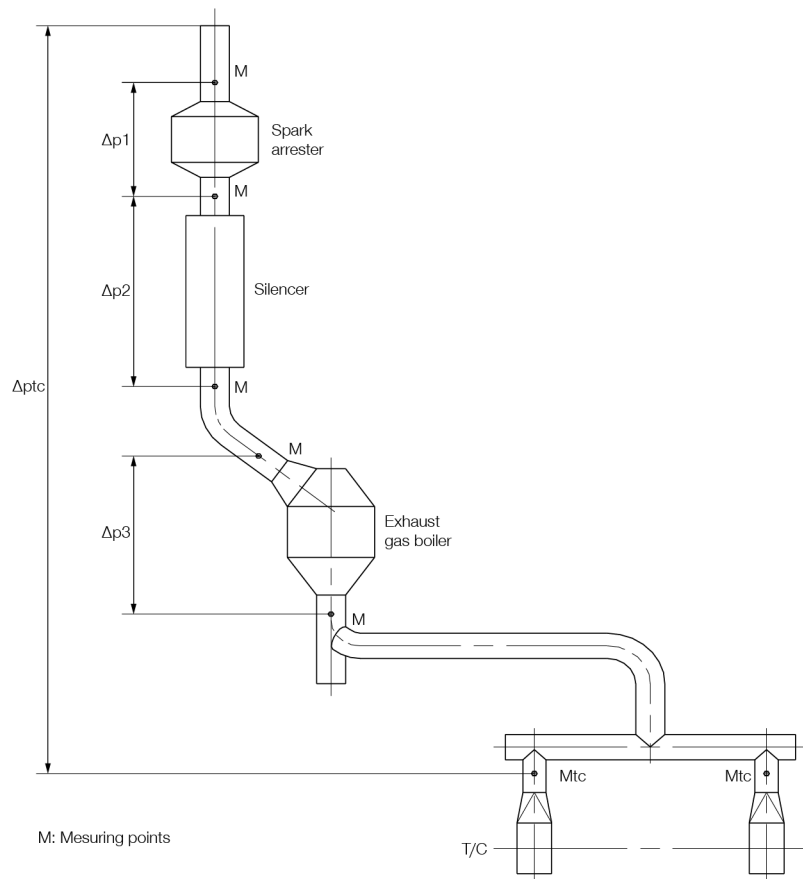 M
Δp1
Spark
arrester
M
Δp2
Silencer
Δptc
M
M
Δp3
Exhaust
gas boiler
M
Mtc
Mtc
M: Mesuring points
T/C